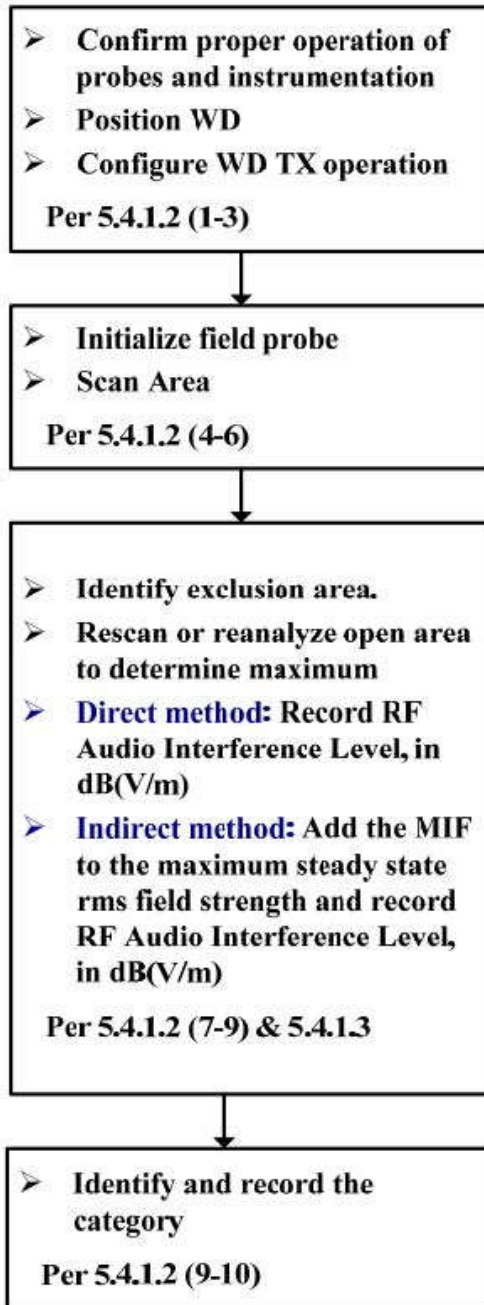 ➢ Confirm proper operation of
probes and instrumentation
➢ Position WD
➢ Configure WD TX operation
Per 5.4.1.2 (1-3)
➢ Initialize field probe
➢ Scan Area
Per 5.4.1.2 (4-6)
➢ Identify exclusion area.
➢ Rescan or reanalyze open area
to determine maximum
➢ Direct method: Record RF
Audio Interference Level, in
dB(V/m)
➢ Indirect method: Add the MIF
to the maximum steady state
rms field strength and record
RF Audio Interference Level,
in dB(V/m)
Per 5.4.1.2 (7-9) & 5.4.1.3
➢ Identify and record the
category
Per 5.4.1.2 (9-10)